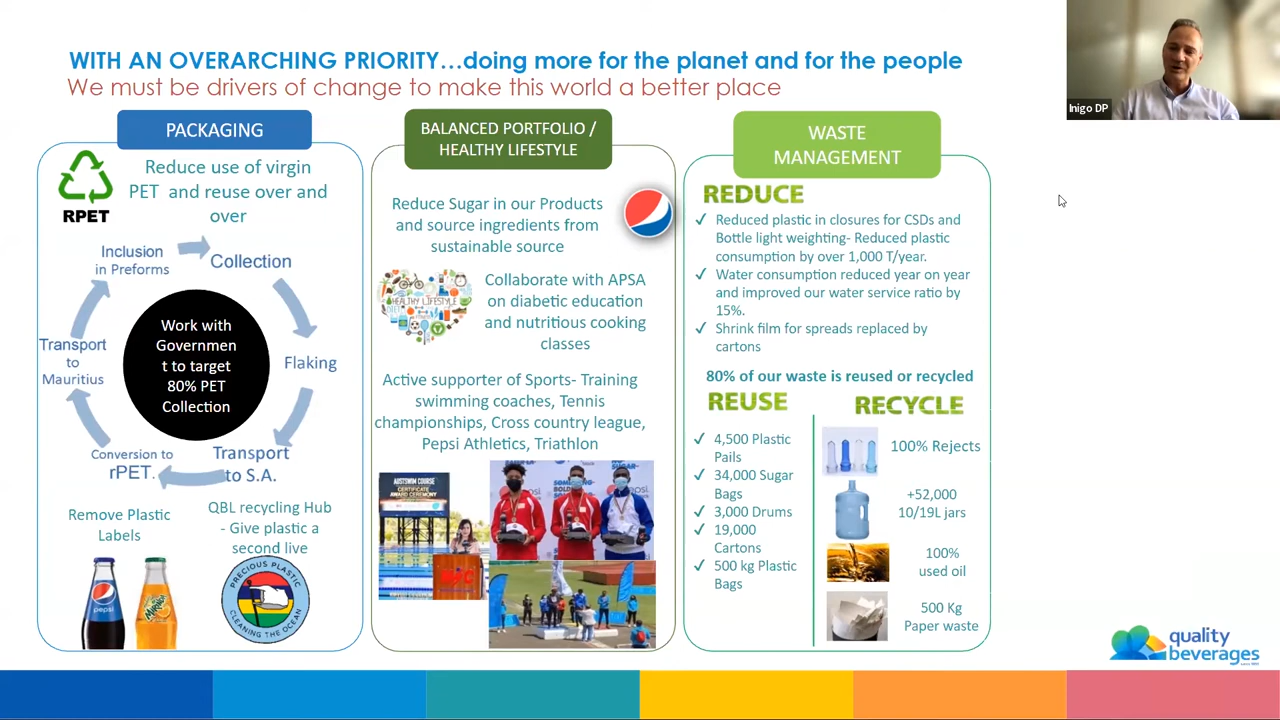 WITH AN OVERARCHING PRIORITY…doing more for the planet and for the people
We must be drivers of change to make this world a better place
Inigo DP
PACKAGING
RPET
Reduce use of virgin
PET and reuse over and
over
Inclusion
in Preforms
Collection
Flaking
Transport
to S.A.
Conversion to
rPET.
Transport
to
Mauritius
Work with
Governmen
t to target
80% PET
Collection
Remove Plastic
Labels
QBL recycling Hub
- Give plastic a
second live
pepsi
Mirinda
PRECIOUS PLASTIC
CLEANING THE OCEAN
BALANCED PORTFOLIO /
HEALTHY LIFESTYLE
Reduce Sugar in our Products
and source ingredients from
sustainable source
HEALTHY LIFESTYLE
Collaborate with APSA
on diabetic education
and nutritious cooking
classes
Active supporter of Sports- Training
swimming coaches, Tennis
championships, Cross country league,
Pepsi Athletics, Triathlon
AUSTSWIM COURSE
CERTIFICATE
AWARD CEREMONY
WASTE
MANAGEMENT
REDUCE
✓ Reduced plastic in closures for CSDs and
Bottle light weighting- Reduced plastic
consumption by over 1,000 T/year.
✓ Water consumption reduced year on year
and improved our water service ratio by
15%.
✓ Shrink film for spreads replaced by
cartons
80% of our waste is reused or recycled
REUSE
✓ 4,500 Plastic
Pails
✓ 34,000 Sugar
Bags
✓ 3,000 Drums
✓ 19,000
Cartons
✓ 500 kg Plastic
Bags
RECYCLE
100% Rejects
+52,000
10/19L jars
100%
used oil
500 Kg
Paper waste
quality
beverages